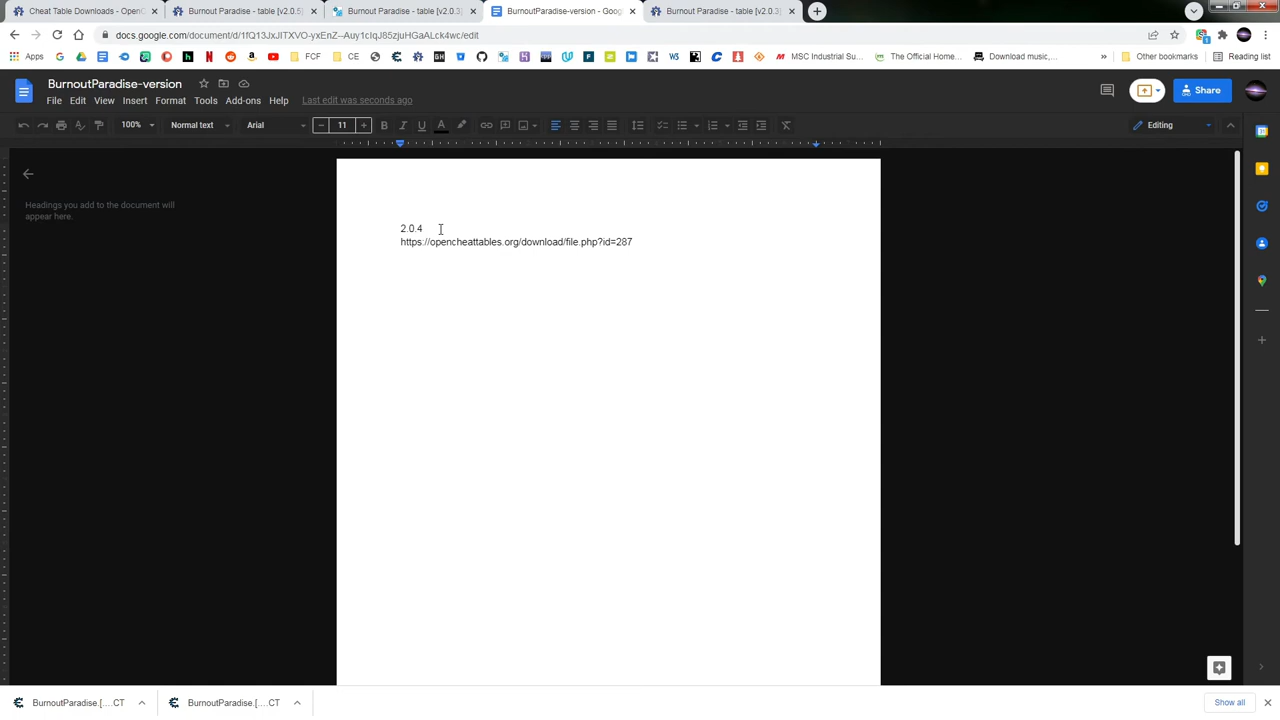 Cheat Table Downloads - OpenC
Burnout Paradise - table [v2.0.5]
Burnout Paradise - table [v2.0.3]
BurnoutParadise-version - Goog
Burnout Paradise - table [v2.0.3]
docs.google.com/document/d/1fQ13JxJITXVO-yxEnZ--Auy1cIqJ85zjuHGaALck4wc/edit
Apps
FCF
CE
MSC Industrial Su...
The Official Home...
Download music,...
»
Other bookmarks
Reading list
BurnoutParadise-version
File Edit View Insert Format Tools Add-ons Help Last edit was seconds ago
Share
100% Normal text Arial 11 Editing
Headings you add to the document will
appear here.
2.0.4
https://opencheattables.org/download/file.php?id=287
BurnoutParadise.[....CT
BurnoutParadise.[....CT
Show all